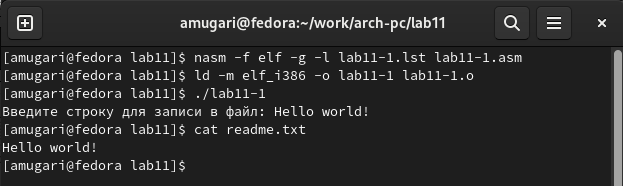 amugari@fedora:~/work/arch-pc/lab11
[amugari@fedora lab11]$ nasm -f elf -g -l lab11-1.lst lab11-1.asm
[amugari@fedora lab11]$ ld -m elf_i386 -o lab11-1 lab11-1.o
[amugari@fedora lab11]$ ./lab11-1
Введите строку для записи в файл: Hello world!
[amugari@fedora lab11]$ cat readme.txt
Hello world!
[amugari@fedora lab11]$